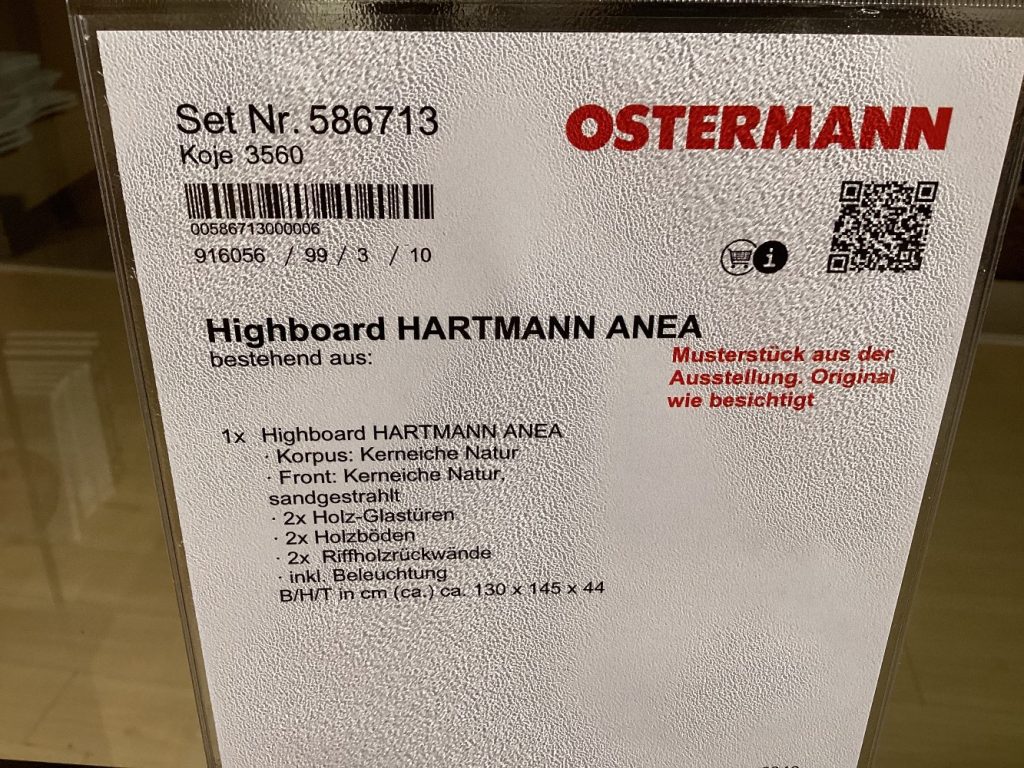 Set Nr. 586713
OSTERMANN
Koje 3560
00586713000006
916056 / 99 / 3 / 10
i
Highboard HARTMANN ANEA
bestehend aus:
Musterstück aus der
Ausstellung. Original
wie besichtigt
1x Highboard HARTMANN ANEA
· Korpus: Kerneiche Natur
· Front: Kerneiche Natur,
sandgestrahlt
· 2x Holz-Glastüren
· 2x Holzböden
· 2x Riffholzrückwände
· inkl. Beleuchtung
B/H/T in cm (ca.) ca. 130 x 145 x 44